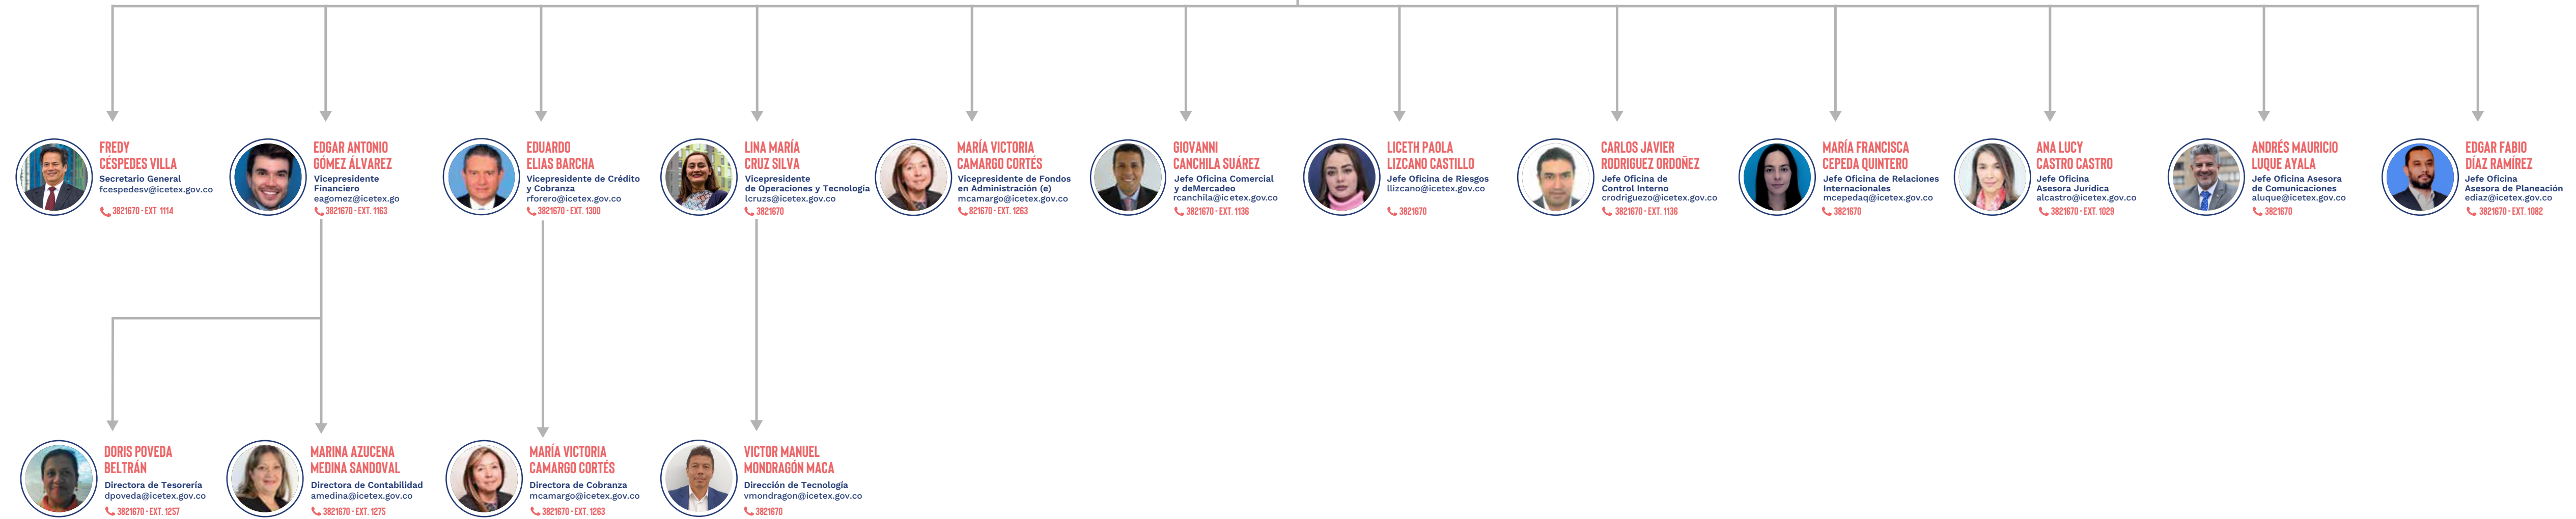 FREDY
CÉSPEDES VILLA
Secretario General
fcespedesv@icetex.gov.co
3821670 - EXT 1114
EDGAR ANTONIO
GÓMEZ ÁLVAREZ
Vicepresidente
Financiero
eagomez@icetex.go
3821670 - EXT. 1163
EDUARDO
ELIAS BARCHA
Vicepresidente de Crédito
y Cobranza
rforero@icetex.gov.co
3821670 - EXT. 1300
LINA MARÍA
CRUZ SILVA
Vicepresidente
de Operaciones y Tecnología
lcruzs@icetex.gov.co
3821670
MARÍA VICTORIA
CAMARGO CORTÉS
Vicepresidente de Fondos
en Administración (e)
mcamargo@icetex.gov.co
821670 - EXT. 1263
GIOVANNI
CANCHILA SUÁREZ
Jefe Oficina Comercial
y deMercadeo
rcanchila@icetex.gov.co
3821670 - EXT. 1136
LICETH PAOLA
LIZCANO CASTILLO
Jefe Oficina de Riesgos
llizcano@icetex.gov.co
3821670
CARLOS JAVIER
RODRIGUEZ ORDOÑEZ
Jefe Oficina de
Control Interno
crodriguezo@icetex.gov.co
3821670 - EXT. 1136
MARÍA FRANCISCA
CEPEDA QUINTERO
Jefe Oficina de Relaciones
Internacionales
mcepedaq@icetex.gov.co
3821670
ANA LUCY
CASTRO CASTRO
Jefe Oficina
Asesora Jurídica
alcastro@icetex.gov.co
3821670 - EXT. 1029
ANDRÉS MAURICIO
LUQUE AYALA
Jefe Oficina Asesora
de Comunicaciones
aluque@icetex.gov.co
3821670
EDGAR FABIO
DÍAZ RAMÍREZ
Jefe Oficina
Asesora de Planeación
ediaz@icetex.gov.co
3821670 - EXT. 1082
DORIS POVEDA
BELTRÁN
Directora de Tesorería
dpoveda@icetex.gov.co
3821670 - EXT. 1257
MARINA AZUCENA
MEDINA SANDOVAL
Directora de Contabilidad
amedina@icetex.gov.co
3821670 - EXT. 1275
MARÍA VICTORIA
CAMARGO CORTÉS
Directora de Cobranza
mcamargo@icetex.gov.co
3821670 - EXT. 1263
VICTOR MANUEL
MONDRAGÓN MACA
Dirección de Tecnología
vmondragon@icetex.gov.co
3821670